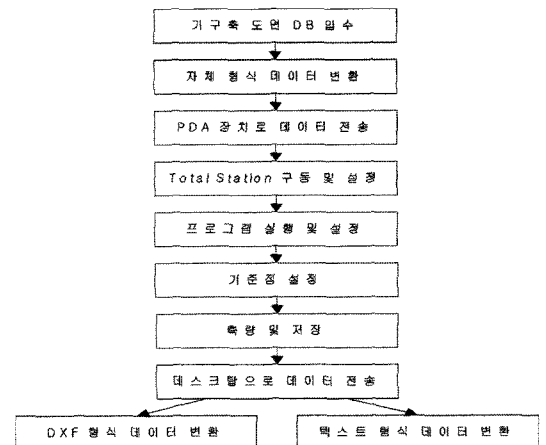 기구축 도면 DB 입수
자체 형식 데이터 변환
PDA 장치로 데이터 전송
Total Station 구동 및 설정
프로그램 실행 및 설정
기준점 설정
측량 및 저장
데스크탑으로 데이터 전송
DXF 형식 데이터 변환
텍스트 형식 데이터 변환